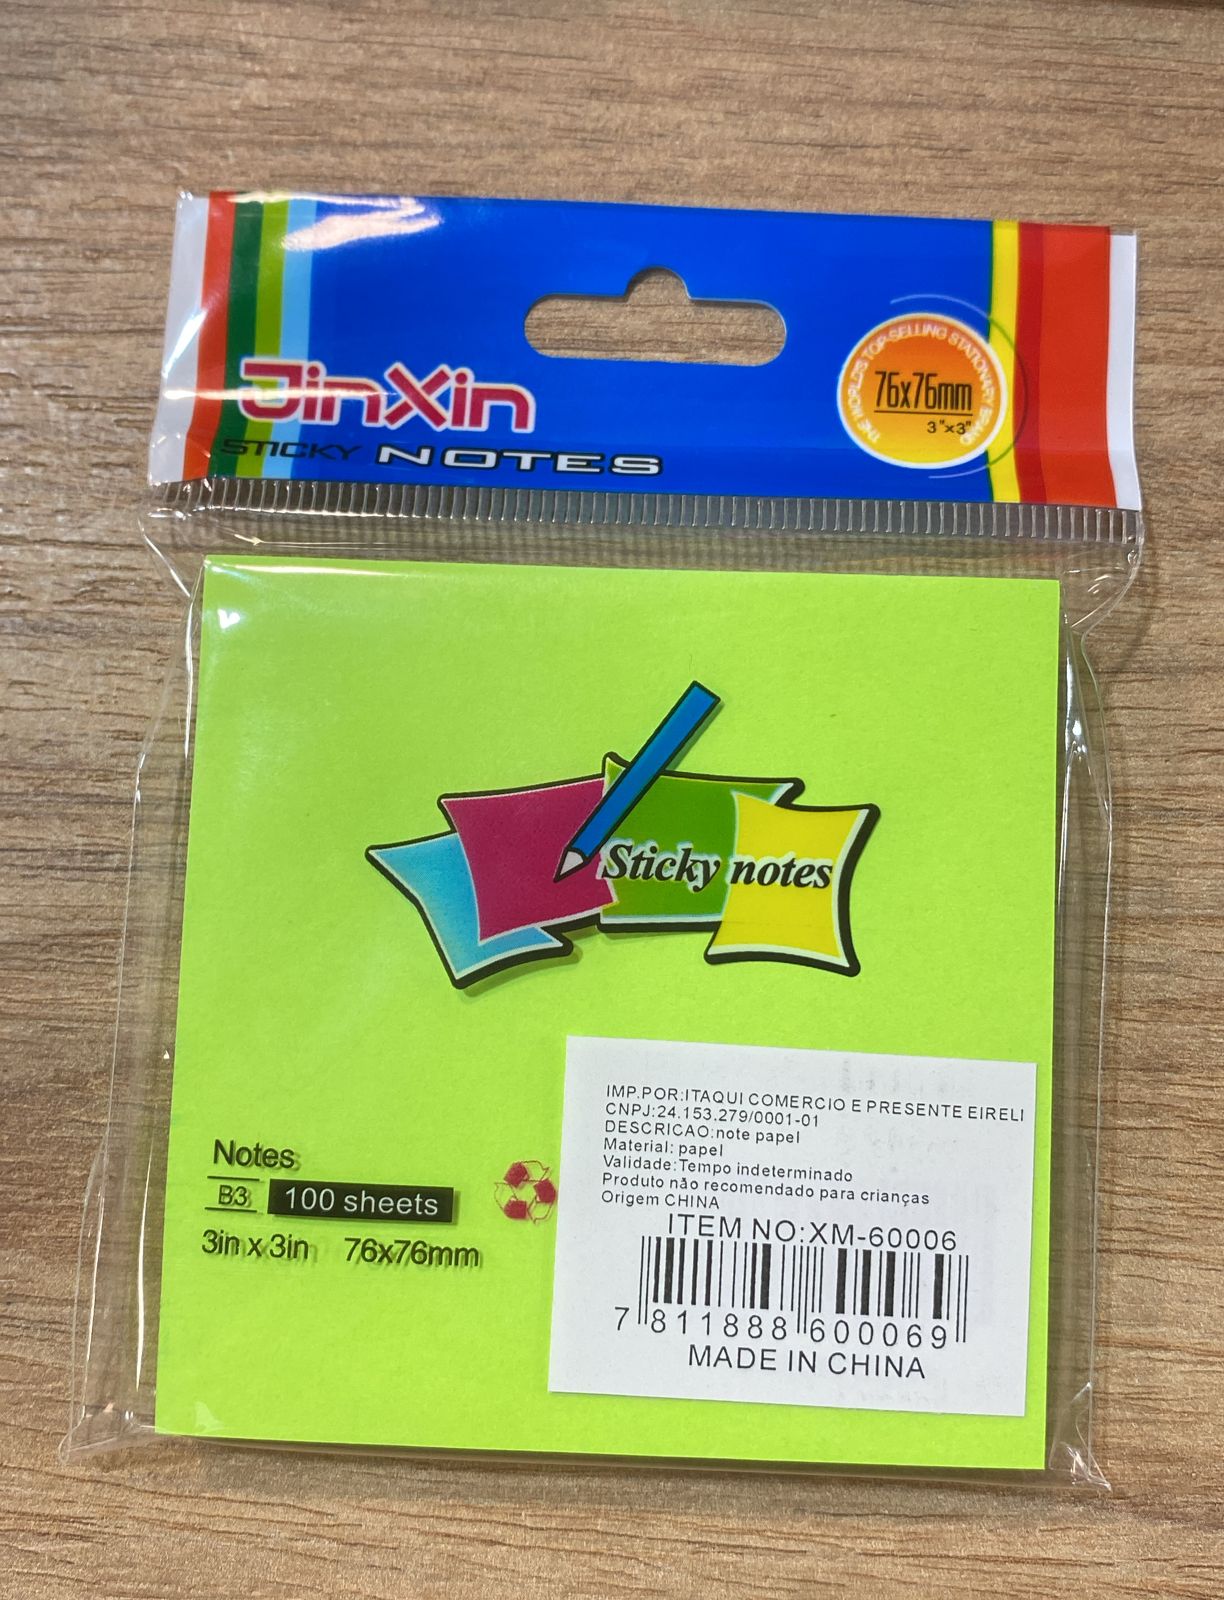 JinXin
STICKY NOTES
THE WORLD'S TOP-SELLING STATIONARY BRAND
76x76mm
3"x3"
Sticky notes
Notes
B3 100 sheets
3in x 3in 76x76mm
IMP.POR:ITAQUI COMERCIO E PRESENTE EIRELI
CNPJ:24.153.279/0001-01
DESCRICAO:note papel
Material: papel
Validade:Tempo indeterminado
Produto não recomendado para crianças
Origem CHINA
ITEM NO:XM-60006
7 811888 600069
MADE IN CHINA